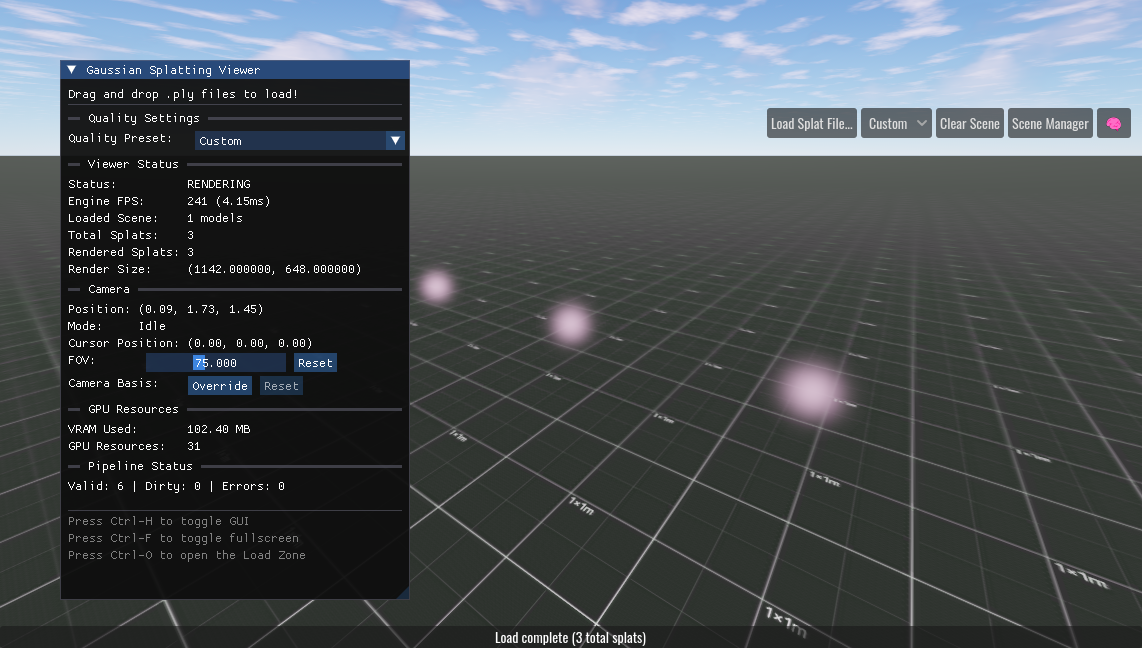 Gaussian Splatting Viewer
Drag and drop .ply files to load!
Quality Settings
Quality Preset: Custom
Viewer Status
Status: RENDERING
Engine FPS: 241 (4.15ms)
Loaded Scene: 1 models
Total Splats: 3
Rendered Splats: 3
Render Size: (1142.000000, 648.000000)
Camera
Position: (0.09, 1.73, 1.45)
Mode: Idle
Cursor Position: (0.00, 0.00, 0.00)
FOV: 75.000 Reset
Camera Basis: Override Reset
GPU Resources
VRAM Used: 102.40 MB
GPU Resources: 31
Pipeline Status
Valid: 6 | Dirty: 0 | Errors: 0
Press Ctrl-H to toggle GUI
Press Ctrl-F to toggle fullscreen
Press Ctrl-O to open the Load Zone
Load Splat File... Custom Clear Scene Scene Manager
1×1m
1×1m
1×1m
1×1m
1×1m
1×1m
Load complete (3 total splats)